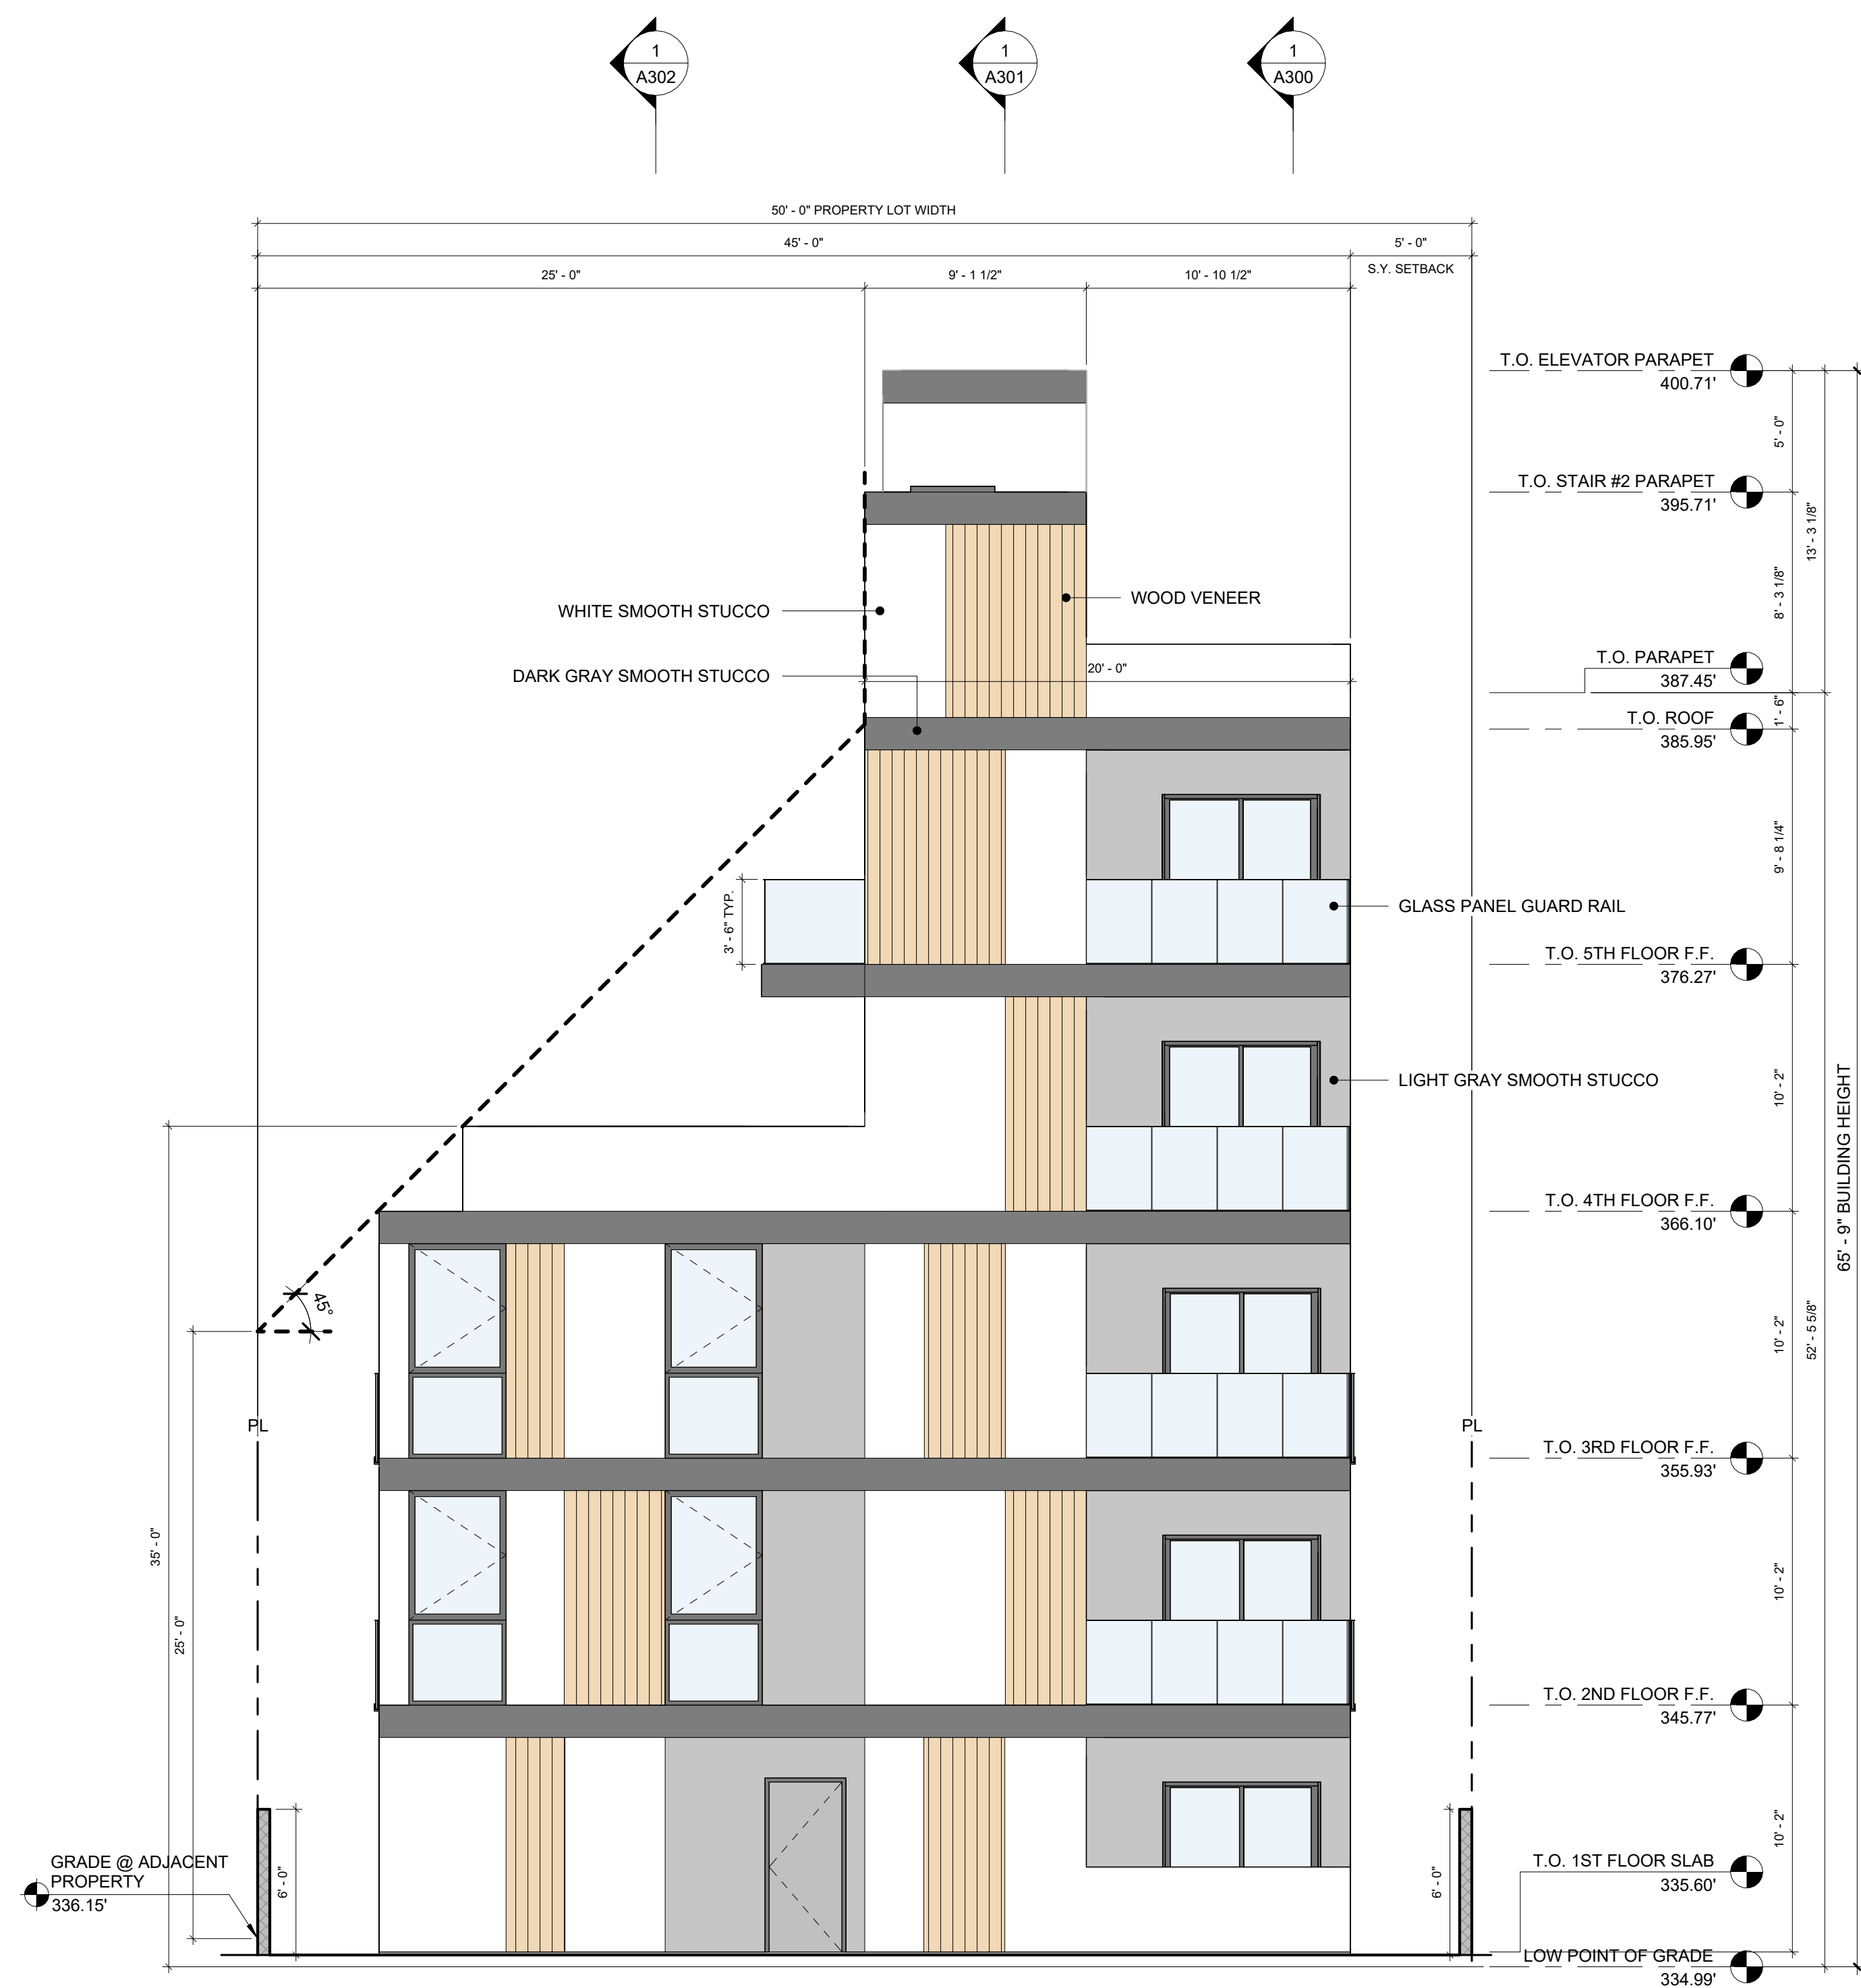 1
A302
1
A301
1
A300
50' - 0" PROPERTY LOT WIDTH
45' - 0"
5' - 0"
25' - 0"
9' - 1 1/2"
10' - 10 1/2"
S.Y. SETBACK
T.O. ELEVATOR PARAPET
400.71'
5' - 0"
T.O. STAIR #2 PARAPET
395.71'
13' - 3 1/8"
8' - 3 1/8"
WHITE SMOOTH STUCCO
WOOD VENEER
DARK GRAY SMOOTH STUCCO
20' - 0"
T.O. PARAPET
387.45'
1' - 6"
T.O. ROOF
385.95'
9' - 8 1/4"
3' - 6" TYP.
GLASS PANEL GUARD RAIL
T.O. 5TH FLOOR F.F.
376.27'
LIGHT GRAY SMOOTH STUCCO
10' - 2"
65' - 9" BUILDING HEIGHT
T.O. 4TH FLOOR F.F.
366.10'
45°
10' - 2"
52' - 5 5/8"
PL
PL
T.O. 3RD FLOOR F.F.
355.93'
35' - 0"
25' - 0"
10' - 2"
T.O. 2ND FLOOR F.F.
345.77'
10' - 2"
GRADE @ ADJACENT
PROPERTY
336.15'
6' - 0"
6' - 0"
T.O. 1ST FLOOR SLAB
335.60'
LOW POINT OF GRADE
334.99'